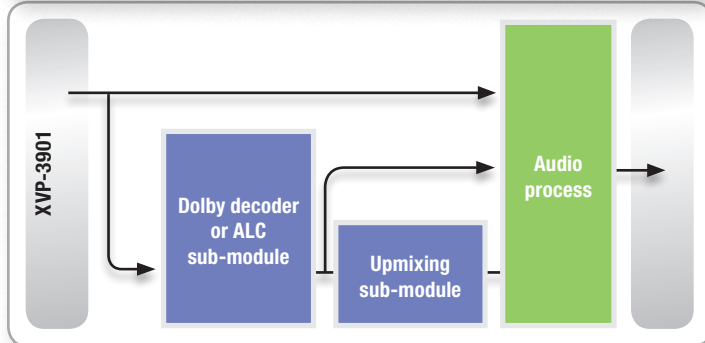 XVP-3901
Dolby decoder
or ALC
sub-module
Upmixing
sub-module
Audio
process